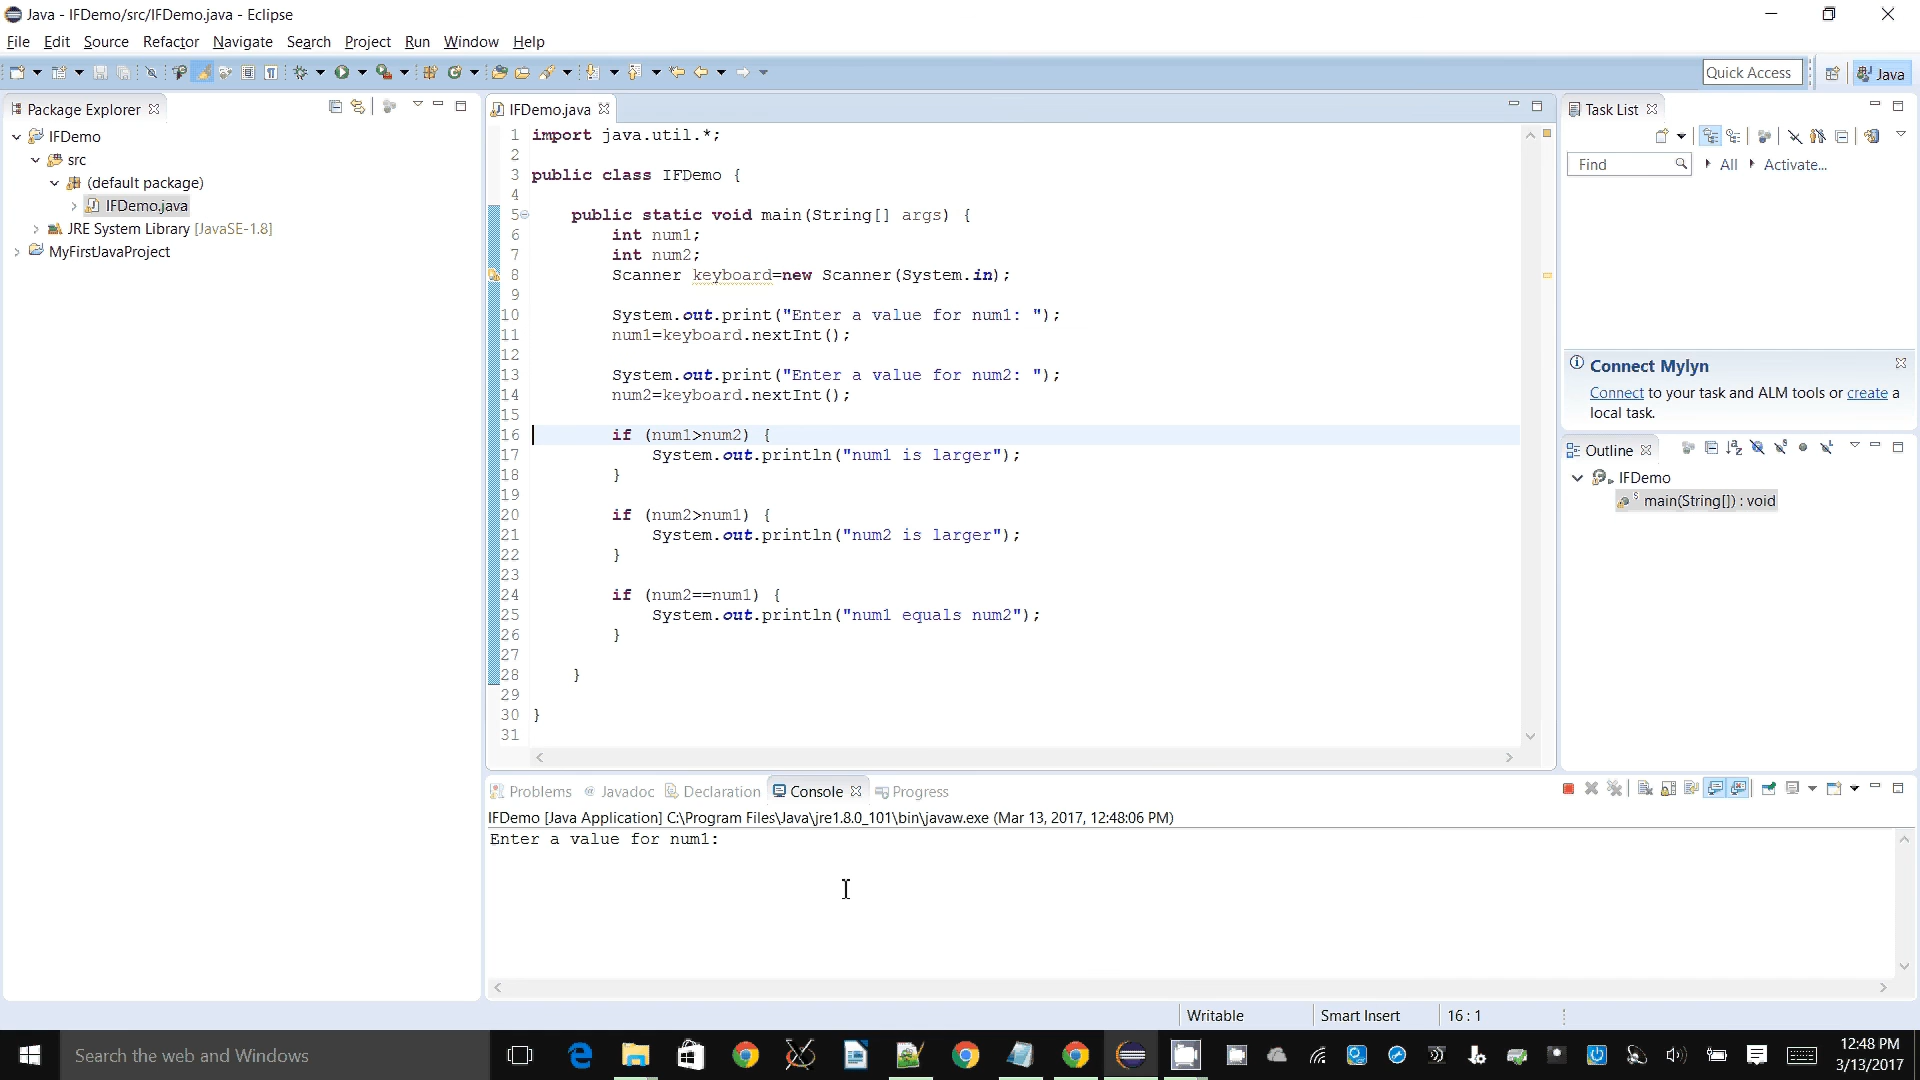 Java - IFDemo/src/IFDemo.java - Eclipse
File Edit Source Refactor Navigate Search Project Run Window Help
Quick Access
Java
Package Explorer
IFDemo
src
(default package)
IFDemo.java
JRE System Library [JavaSE-1.8]
MyFirstJavaProject
IFDemo.java
1 import java.util.*;
2
3 public class IFDemo {
4
5 public static void main(String[] args) {
6 int num1;
7 int num2;
8 Scanner keyboard=new Scanner(System.in);
9
10 System.out.print("Enter a value for num1: ");
11 num1=keyboard.nextInt();
12
13 System.out.print("Enter a value for num2: ");
14 num2=keyboard.nextInt();
15
16 if (num1>num2) {
17 System.out.println("num1 is larger");
18 }
19
20 if (num2>num1) {
21 System.out.println("num2 is larger");
22 }
23
24 if (num2==num1) {
25 System.out.println("num1 equals num2");
26 }
27
28 }
29
30 }
31
Task List
Find
All
Activate...
Connect Mylyn
Connect to your task and ALM tools or create a
local task.
Outline
IFDemo
main(String[]) : void
Problems @ Javadoc Declaration Console Progress
IFDemo [Java Application] C:\Program Files\Java\jre1.8.0_101\bin\javaw.exe (Mar 13, 2017, 12:48:06 PM)
Enter a value for num1:
Writable Smart Insert 16 : 1
Search the web and Windows
12:48 PM
3/13/2017